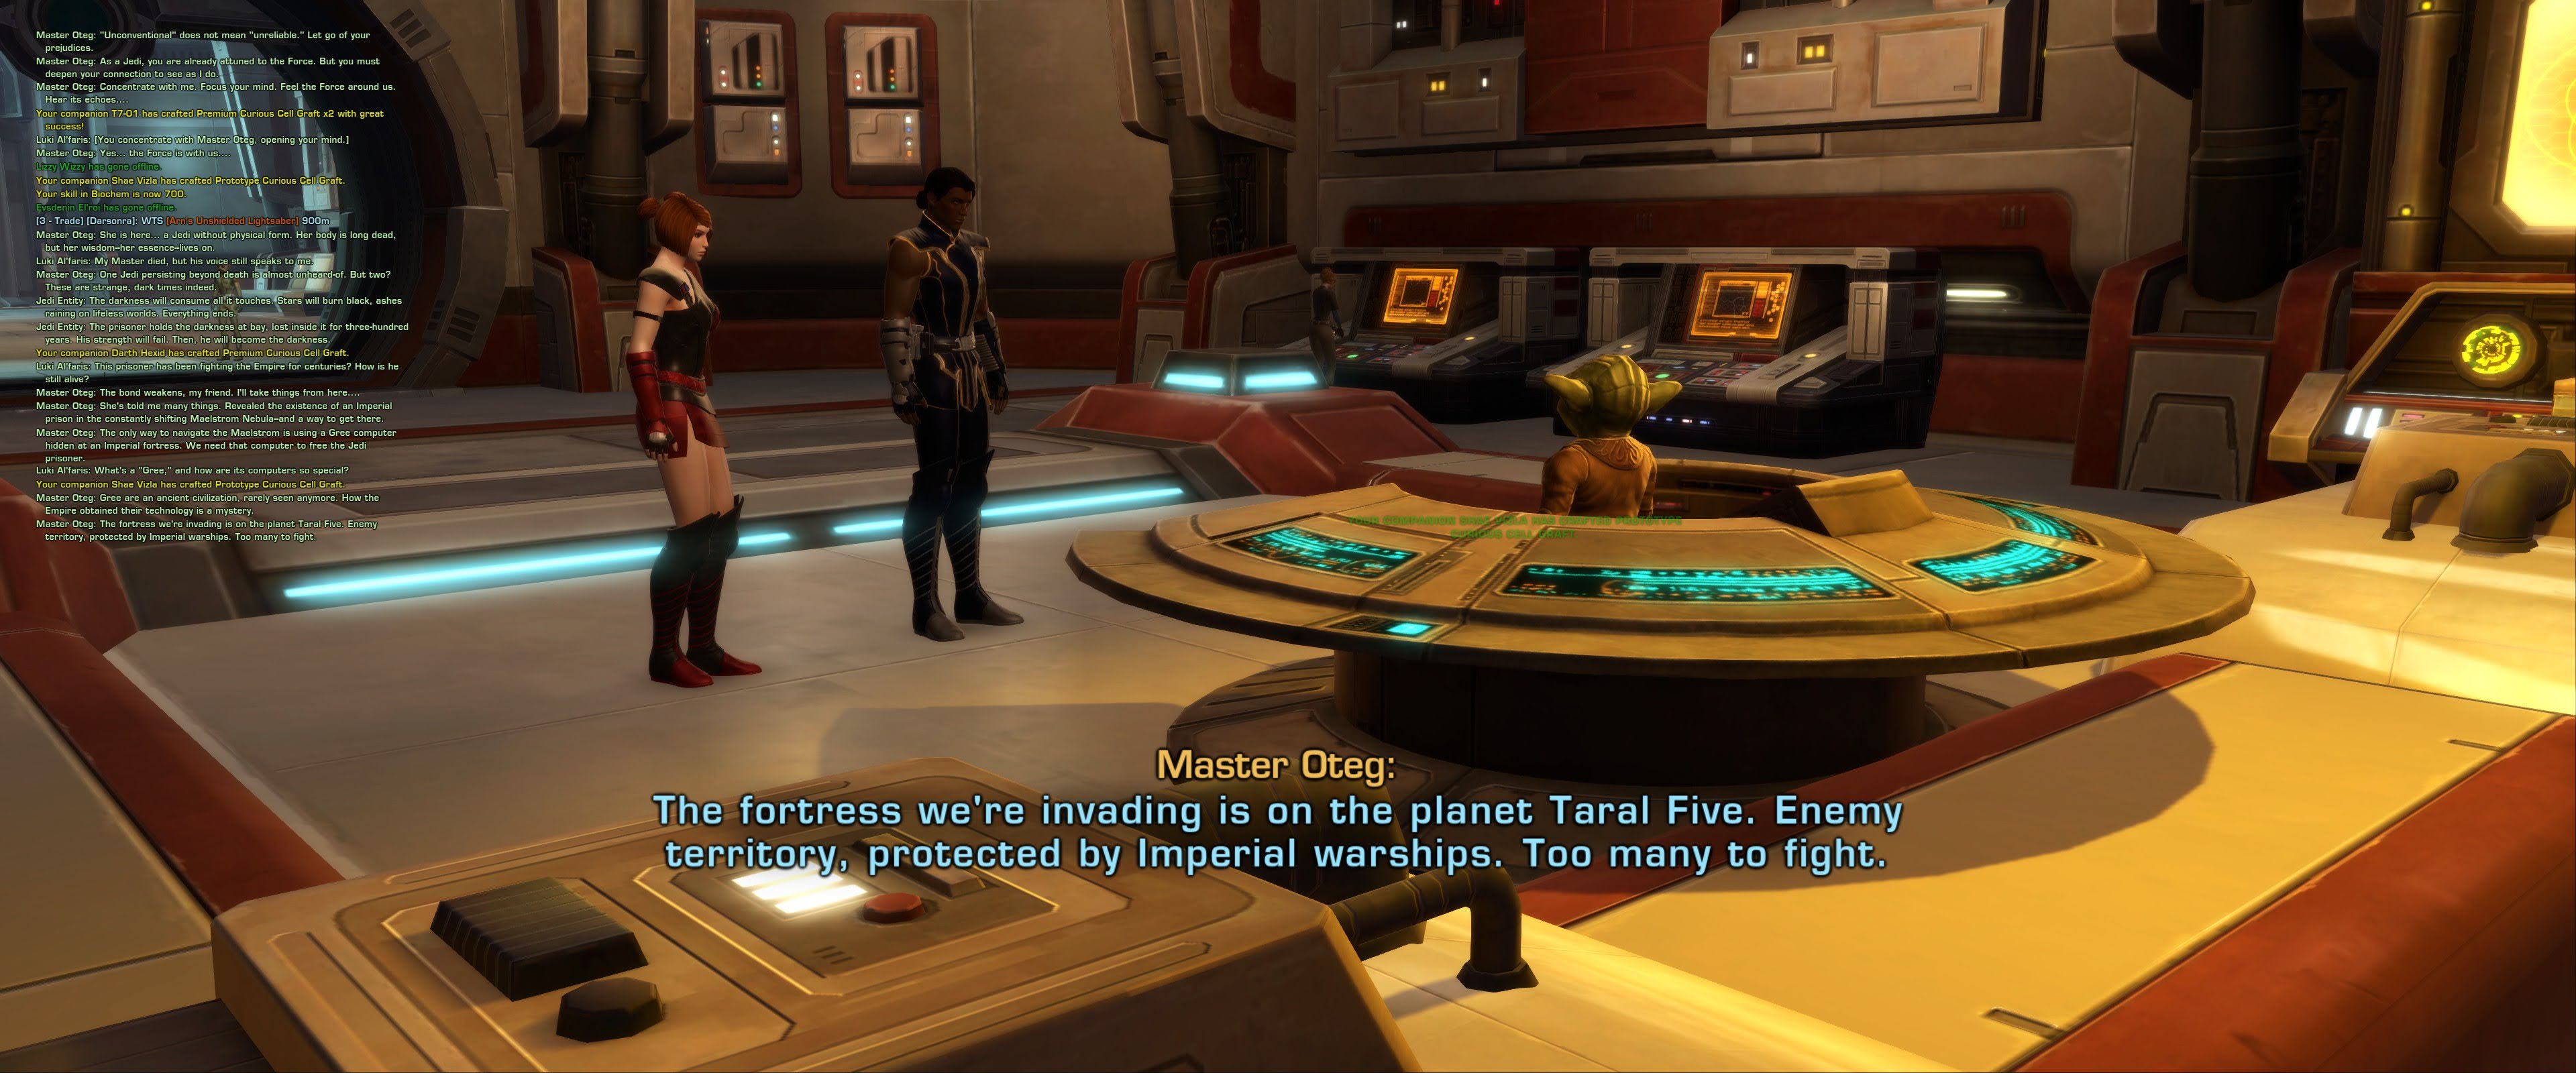 Master Oteg: "Unconventional" does not mean "unreliable." Let go of your
prejudices.
Master Oteg: As a Jedi, you are already attuned to the Force. But you must
deepen your connection to see as I do.
Master Oteg: Concentrate with me. Focus your mind. Feel the Force around us.
Hear its echoes....
Your companion T7-01 has crafted Premium Curious Cell Graft x2 with great
success!
Luki Al'faris: [You concentrate with Master Oteg, opening your mind.]
Master Oteg: Yes... the Force is with us....
Lizzy Wizzy has gone offline.
Your companion Shae Vizla has crafted Prototype Curious Cell Graft.
Your skill in Biochem is now 700.
Evsdenin El'roi has gone offline.
[3 - Trade] [Darsonra]: WTS [Arn's Unshielded Lightsaber] 900m
Master Oteg: She is here... a Jedi without physical form. Her body is long dead,
but her wisdom—her essence—lives on.
Luki Al'faris: My Master died, but his voice still speaks to me.
Master Oteg: One Jedi persisting beyond death is almost unheard-of. But two?
These are strange, dark times indeed.
Jedi Entity: The darkness will consume all it touches. Stars will burn black, ashes
raining on lifeless worlds. Everything ends.
Jedi Entity: The prisoner holds the darkness at bay, lost inside it for three-hundred
years. His strength will fail. Then, he will become the darkness.
Your companion Darth Hexid has crafted Premium Curious Cell Graft.
Luki Al'faris: This prisoner has been fighting the Empire for centuries? How is he
still alive?
Master Oteg: The bond weakens, my friend. I'll take things from here....
Master Oteg: She's told me many things. Revealed the existence of an Imperial
prison in the constantly shifting Maelstrom Nebula—and a way to get there.
Master Oteg: The only way to navigate the Maelstrom is using a Gree computer
hidden at an Imperial fortress. We need that computer to free the Jedi
prisoner.
Luki Al'faris: What's a "Gree," and how are its computers so special?
Your companion Shae Vizla has crafted Prototype Curious Cell Graft.
Master Oteg: Gree are an ancient civilization, rarely seen anymore. How the
Empire obtained their technology is a mystery.
Master Oteg: The fortress we're invading is on the planet Taral Five. Enemy
territory, protected by Imperial warships. Too many to fight.
YOUR COMPANION SHAE VIZLA HAS CRAFTED PROTOTYPE
CURIOUS CELL GRAFT.
Master Oteg:
The fortress we're invading is on the planet Taral Five. Enemy
territory, protected by Imperial warships. Too many to fight.